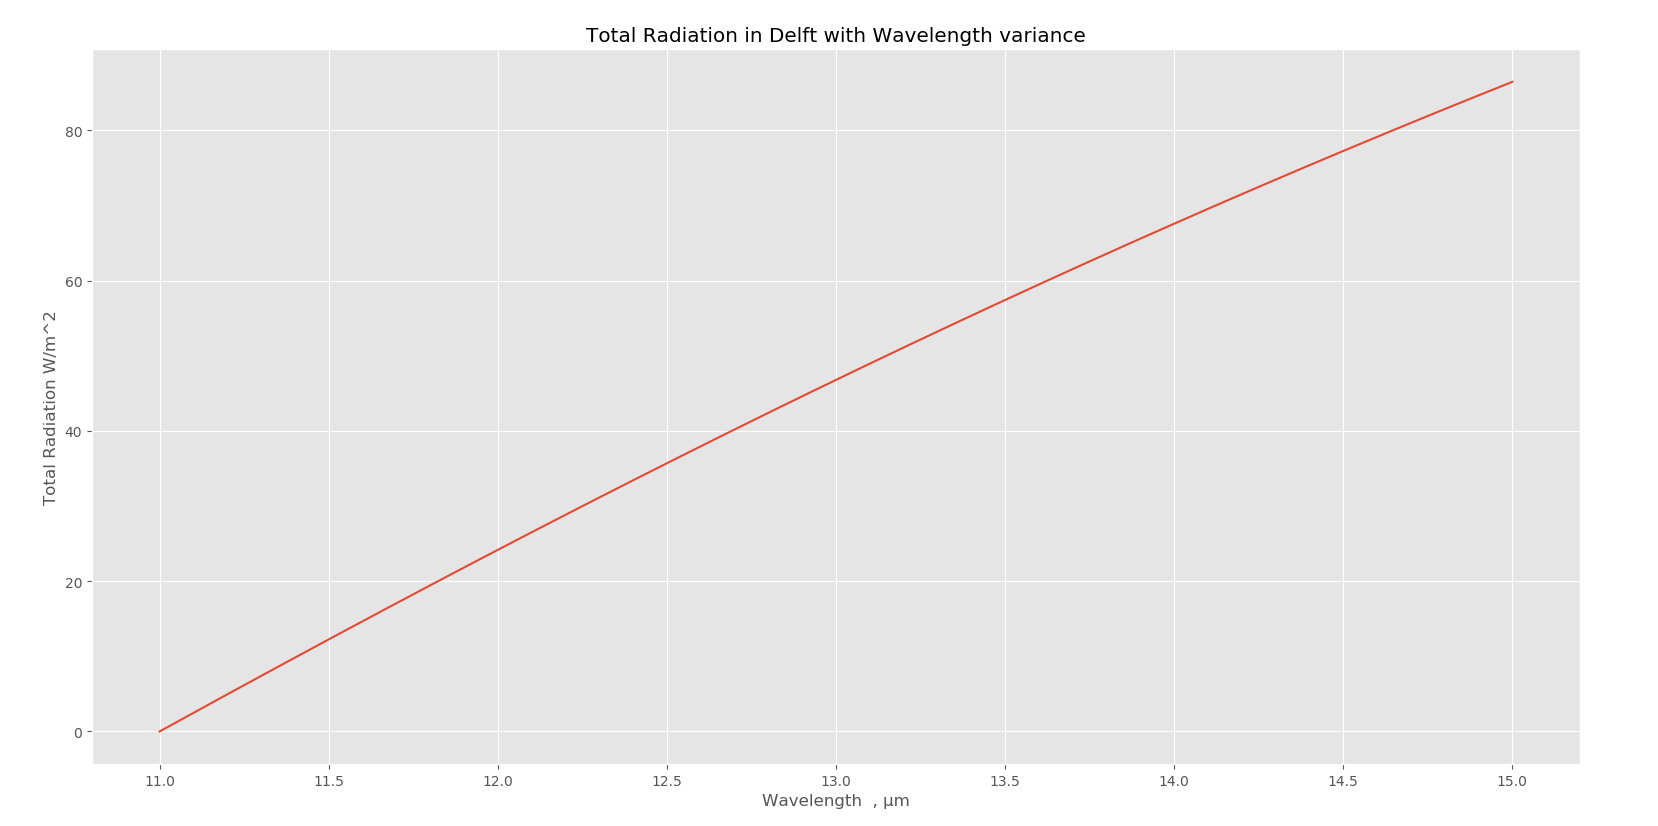 Total Radiation in Delft with Wavelength variance
Total Radiation W/m^2
80
60
40
20
0
11.0 11.5 12.0 12.5 13.0 13.5 14.0 14.5 15.0
Wavelength , µm